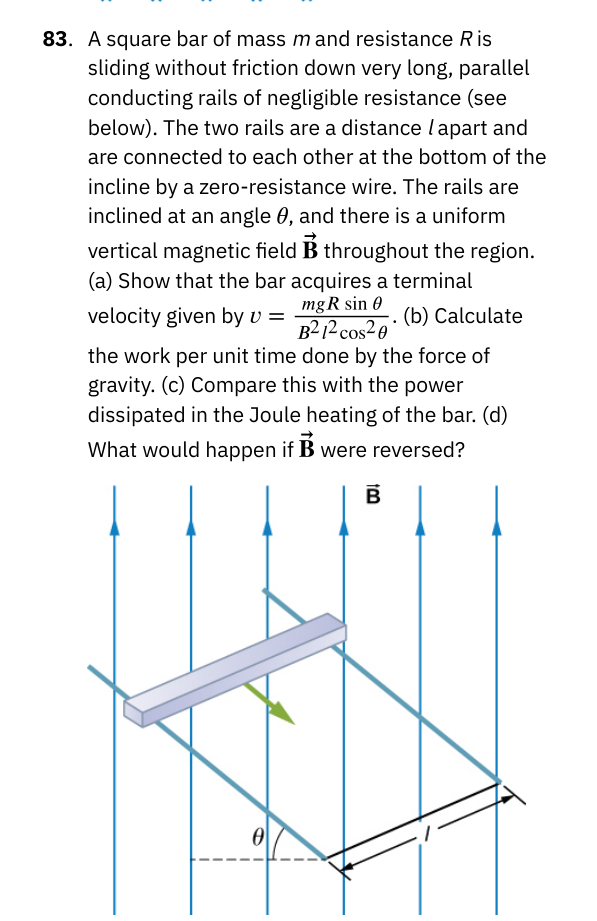 83. A square bar of mass m and resistance R is
sliding without friction down very long, parallel
conducting rails of negligible resistance (see
below). The two rails are a distance l apart and
are connected to each other at the bottom of the
incline by a zero-resistance wire. The rails are
inclined at an angle θ, and there is a uniform
vertical magnetic field B⃗ throughout the region.
(a) Show that the bar acquires a terminal
velocity given by v = mgR sin θ / B²l²cos²θ. (b) Calculate
the work per unit time done by the force of
gravity. (c) Compare this with the power
dissipated in the Joule heating of the bar. (d)
What would happen if B⃗ were reversed?
B⃗
θ
l